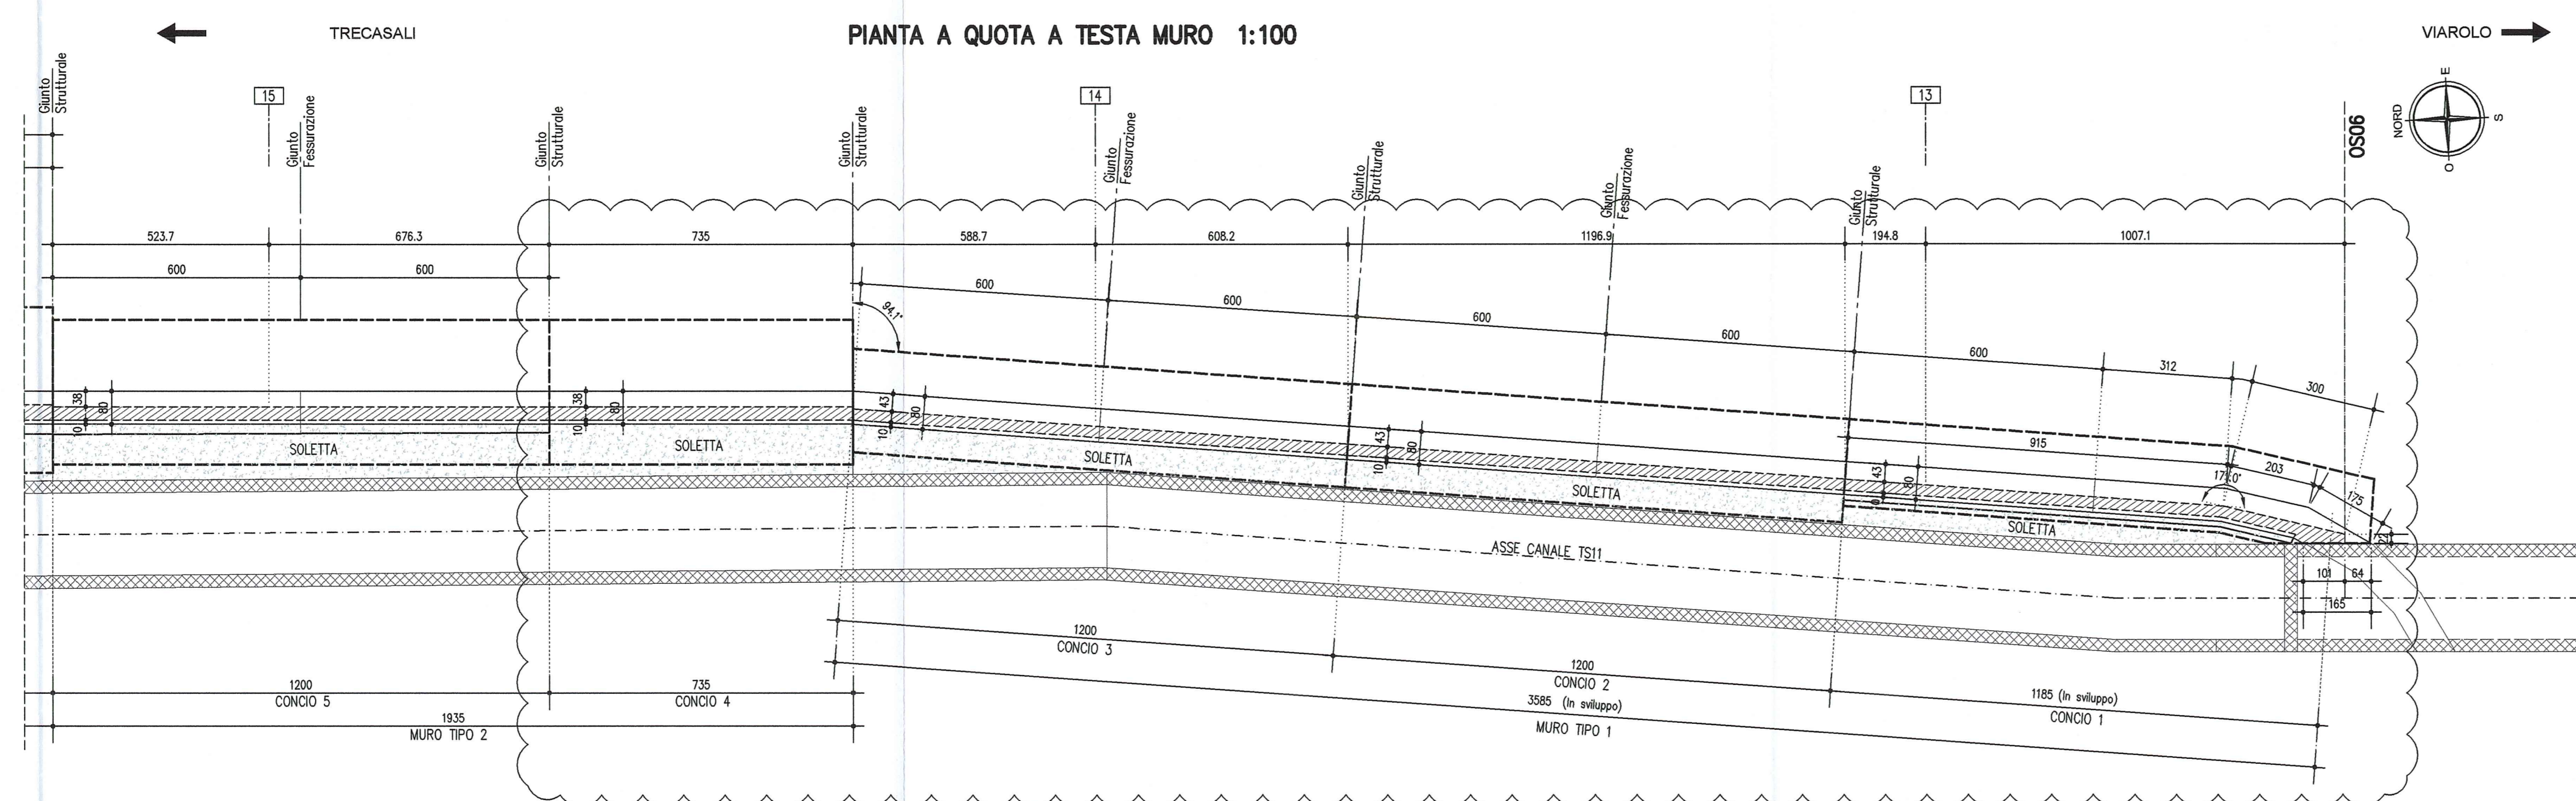 TRECASALI
PIANTA A QUOTA A TESTA MURO 1:100
VIAROLO
E
NORD
S
O
OS06
15
14
13
Giunto
Strutturale
Giunto
Fessurazione
Giunto
Strutturale
Giunto
Strutturale
Giunto
Fessurazione
Giunto
Strutturale
Giunto
Fessurazione
Giunto
Strutturale
523.7
676.3
735
588.7
608.2
1196.9
194.8
1007.1
600
600
600
600
600
600
600
312
300
94.1°
38
80
10
38
80
10
43
80
10
43
80
10
43
80
915
203
175
SOLETTA
SOLETTA
SOLETTA
SOLETTA
SOLETTA
ASSE CANALE TS11
101
64
165
1200
CONCIO 5
735
CONCIO 4
1935
MURO TIPO 2
1200
CONCIO 3
1200
CONCIO 2
1185 (In sviluppo)
CONCIO 1
3585 (In sviluppo)
MURO TIPO 1